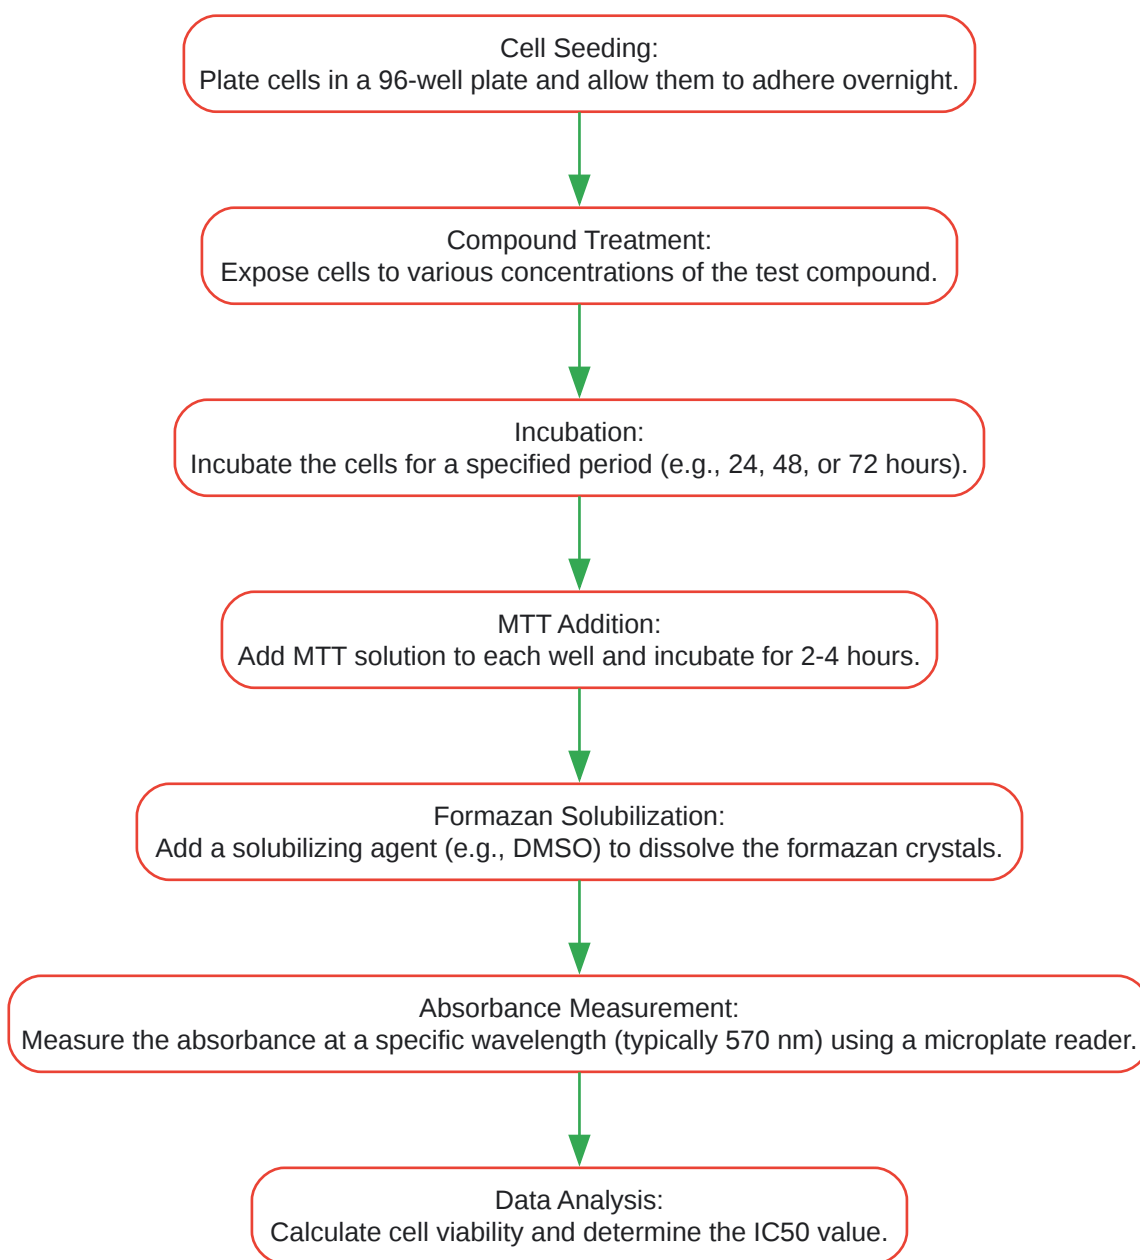 Cell Seeding:
Plate cells in a 96-well plate and allow them to adhere overnight.
Compound Treatment:
Expose cells to various concentrations of the test compound.
Incubation:
Incubate the cells for a specified period (e.g., 24, 48, or 72 hours).
MTT Addition:
Add MTT solution to each well and incubate for 2-4 hours.
Formazan Solubilization:
Add a solubilizing agent (e.g., DMSO) to dissolve the formazan crystals.
Absorbance Measurement:
Measure the absorbance at a specific wavelength (typically 570 nm) using a microplate reader.
Data Analysis:
Calculate cell viability and determine the IC50 value.